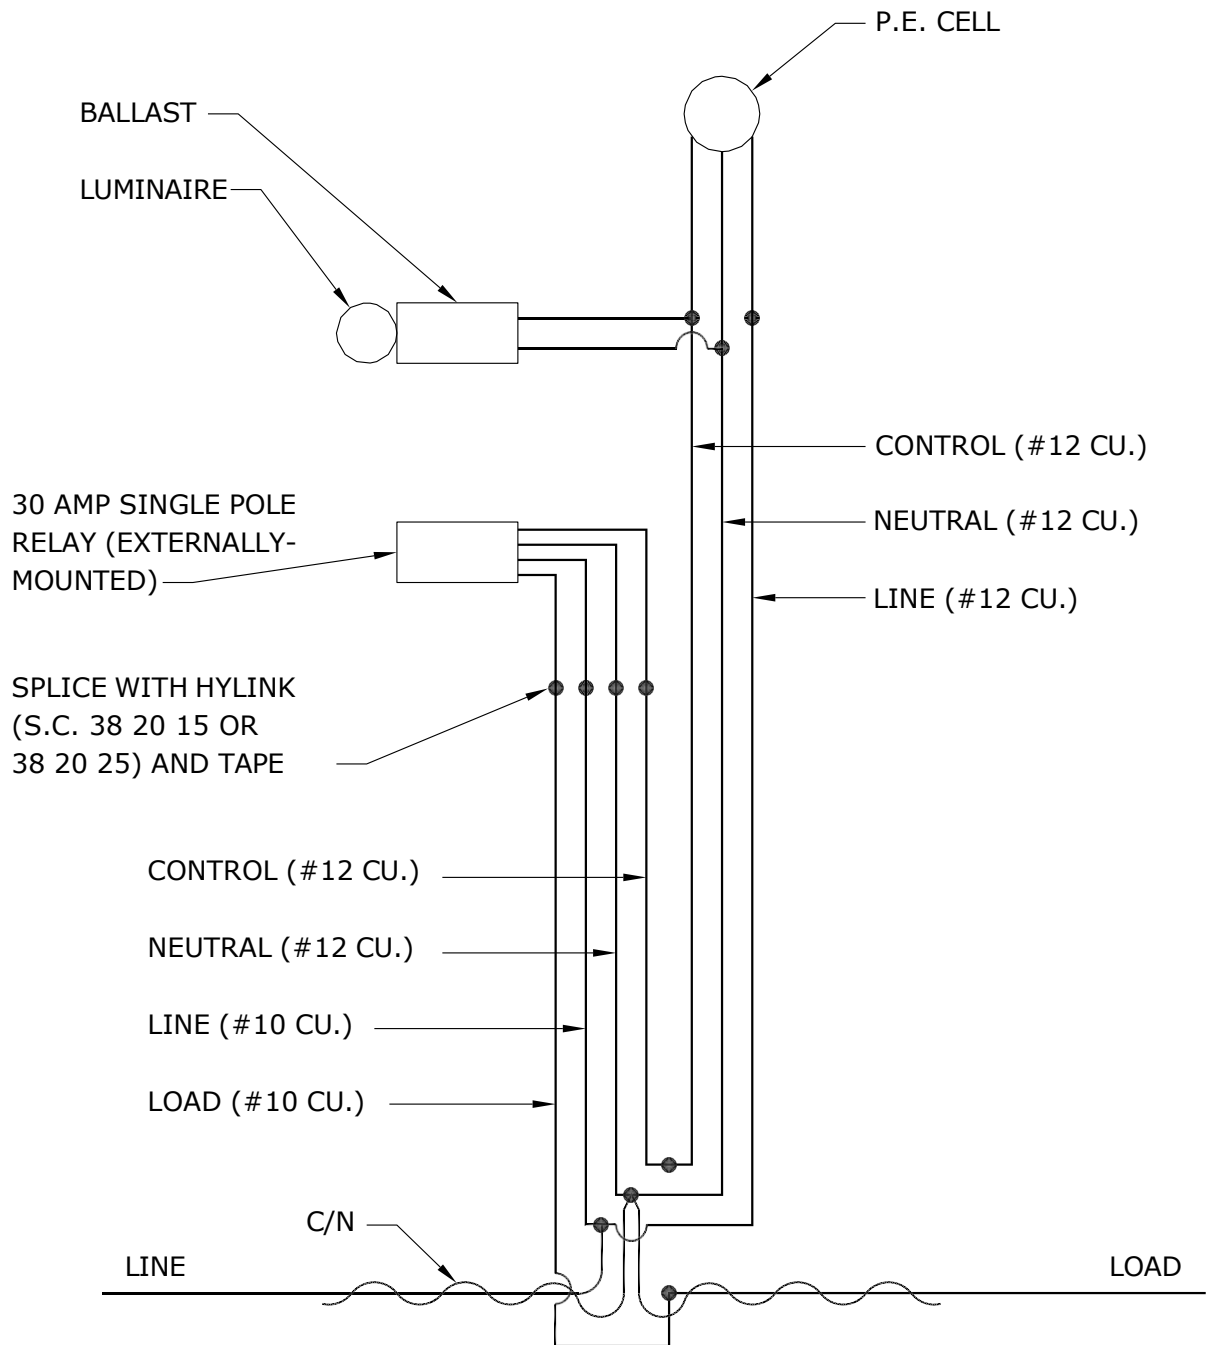 P.E. CELL
BALLAST
LUMINAIRE
CONTROL (#12 CU.)
30 AMP SINGLE POLE
RELAY (EXTERNALLY-
MOUNTED)
NEUTRAL (#12 CU.)
LINE (#12 CU.)
SPLICE WITH HYLINK
(S.C. 38 20 15 OR
38 20 25) AND TAPE
CONTROL (#12 CU.)
NEUTRAL (#12 CU.)
LINE (#10 CU.)
LOAD (#10 CU.)
C/N
LINE
LOAD